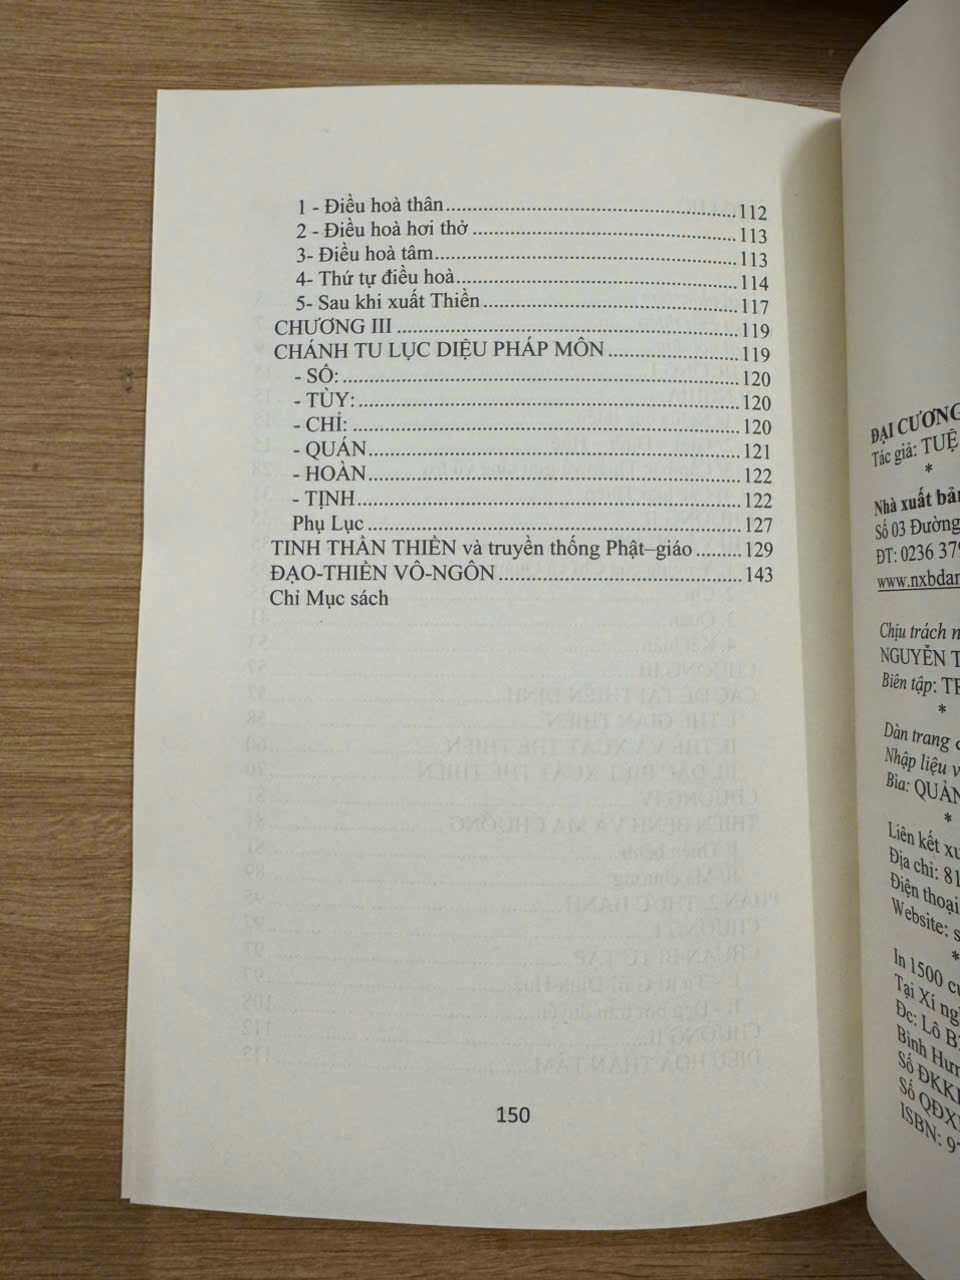 1 - Điều hoà thân 112
2 - Điều hoà hơi thở 113
3- Điều hoà tâm 113
4- Thứ tự điều hoà 114
5- Sau khi xuất Thiền 117
CHƯƠNG III 119
CHÁNH TU LỤC DIỆU PHÁP MÔN 119
- SỔ: 120
- TÙY: 120
- CHỈ: 120
- QUÁN 121
- HOÀN 122
- TỊNH 122
Phụ Lục 127
TINH THẦN THIỀN và truyền thống Phật–giáo 129
ĐẠO-THIỀN VÔ-NGÔN 143
Chỉ Mục sách
150
ĐẠI CƯƠNG
Tác giả: TUỆ
*
Nhà xuất bản
Số 03 Đường
ĐT: 0236 379
www.nxbdan
Chịu trách n
NGUYỄN T
Biên tập: TR
*
Dàn trang
Nhập liệu v
Bìa: QUẢN
*
Liên kết xu
Địa chỉ: 81
Điện thoại
Website: s
*
In 1500 cu
Tại Xí ngh
Đc: Lô B
Bình Hưn
Số ĐKK
Số QĐX
ISBN: 97